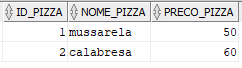 ID_PIZZA NOME_PIZZA PRECO_PIZZA
1 mussarela 50
2 calabresa 60